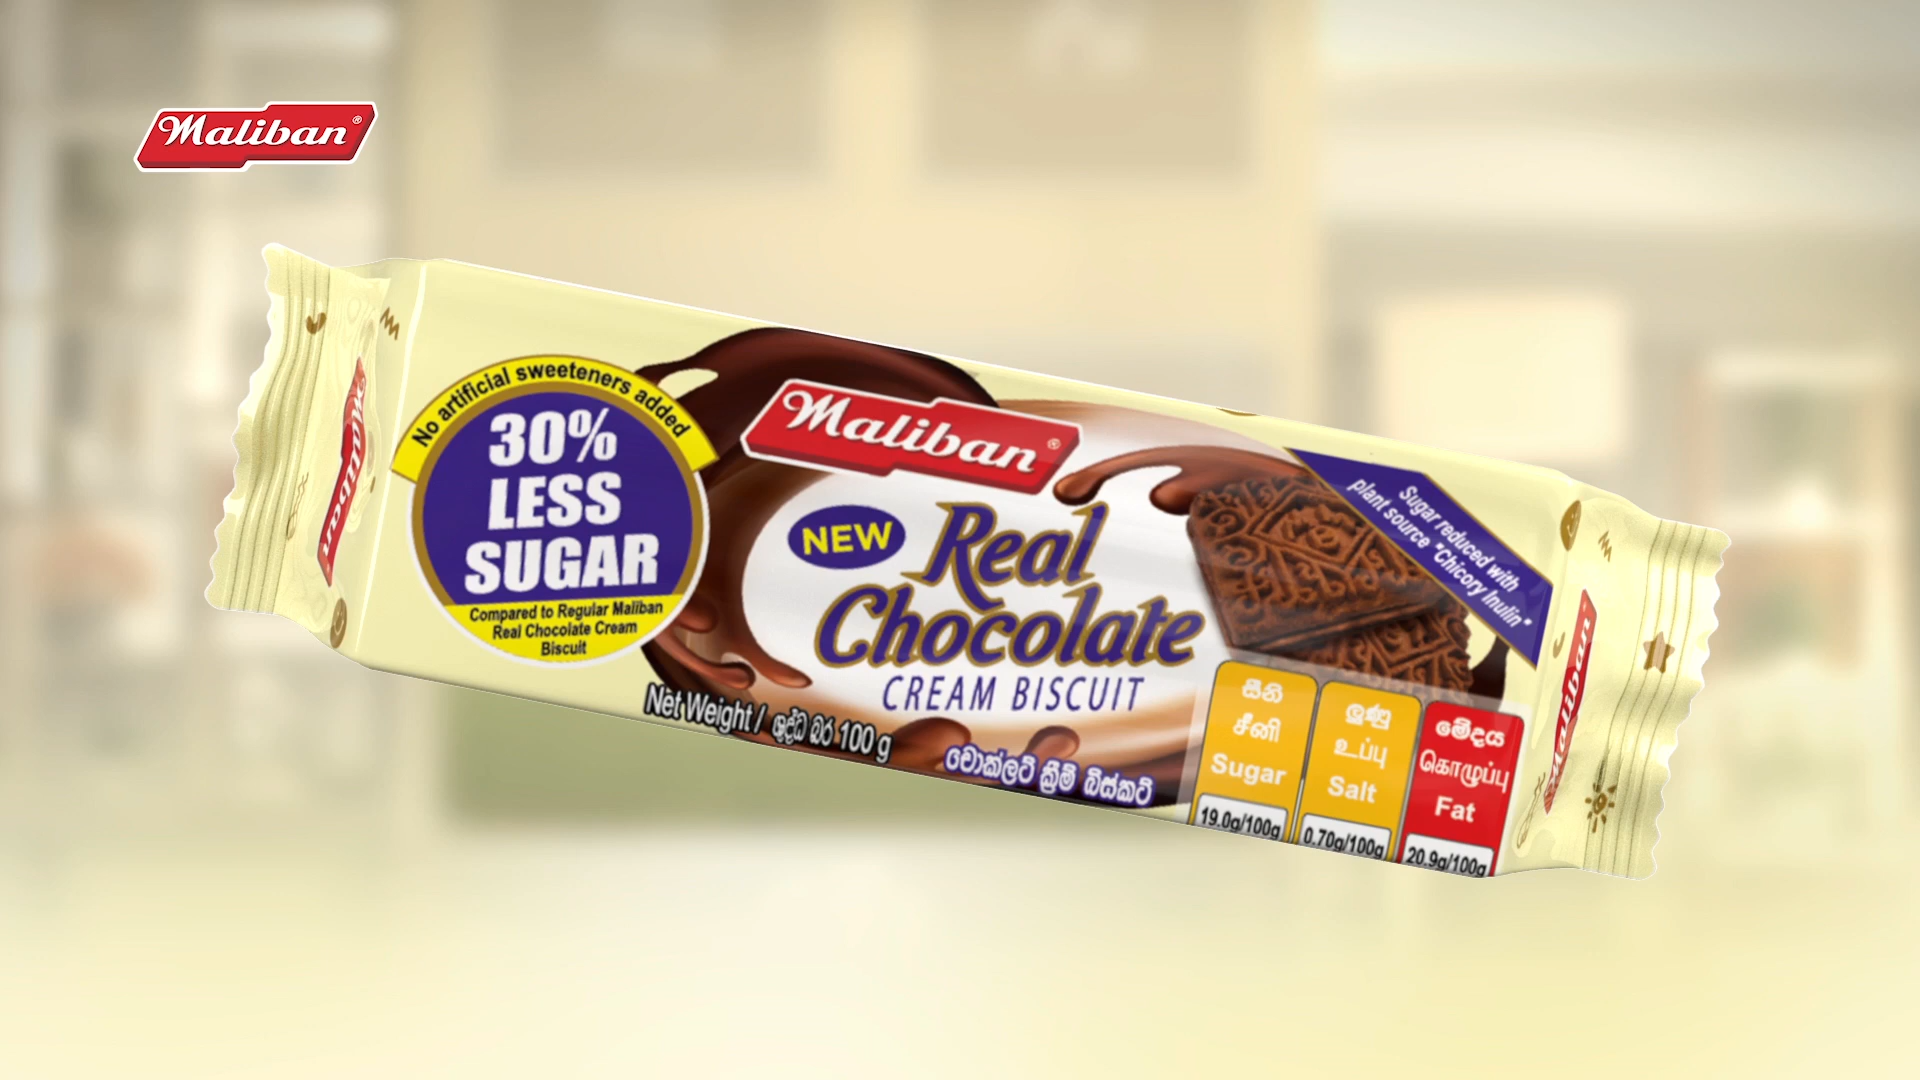 Maliban®
No artificial sweeteners added
30%
LESS
SUGAR
Compared to Regular Maliban
Real Chocolate Cream
Biscuit
Maliban
Maliban®
NEW
Real
Chocolate
CREAM BISCUIT
Net Weight / ශුද්ධ බර 100 g
චොක්ලට් ක්‍රීම් බිස්කට්
Sugar reduced with
plant source "Chicory Inulin"
සීනි
சீனி
Sugar
19.0g/100g
ලුණු
உப்பு
Salt
0.70g/100g
මේදය
கொழுப்பு
Fat
20.9g/100g
Maliban